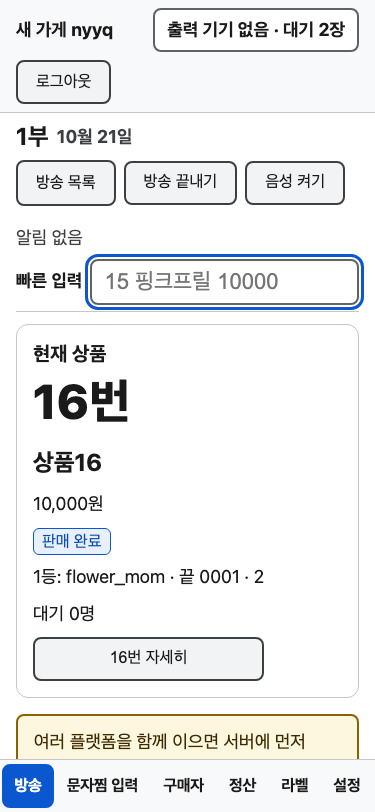 새 가게 nyyq
출력 기기 없음 · 대기 2장
로그아웃
1부 10월 21일
방송 목록 방송 끝내기 음성 켜기
알림 없음
빠른 입력 15 핑크프릴 10000
현재 상품
16번
상품16
10,000원
판매 완료
1등: flower_mom · 끝 0001 · 2
대기 0명
16번 자세히
여러 플랫폼을 함께 이으면 서버에 먼저
방송 문자찜 입력 구매자 정산 라벨 설정